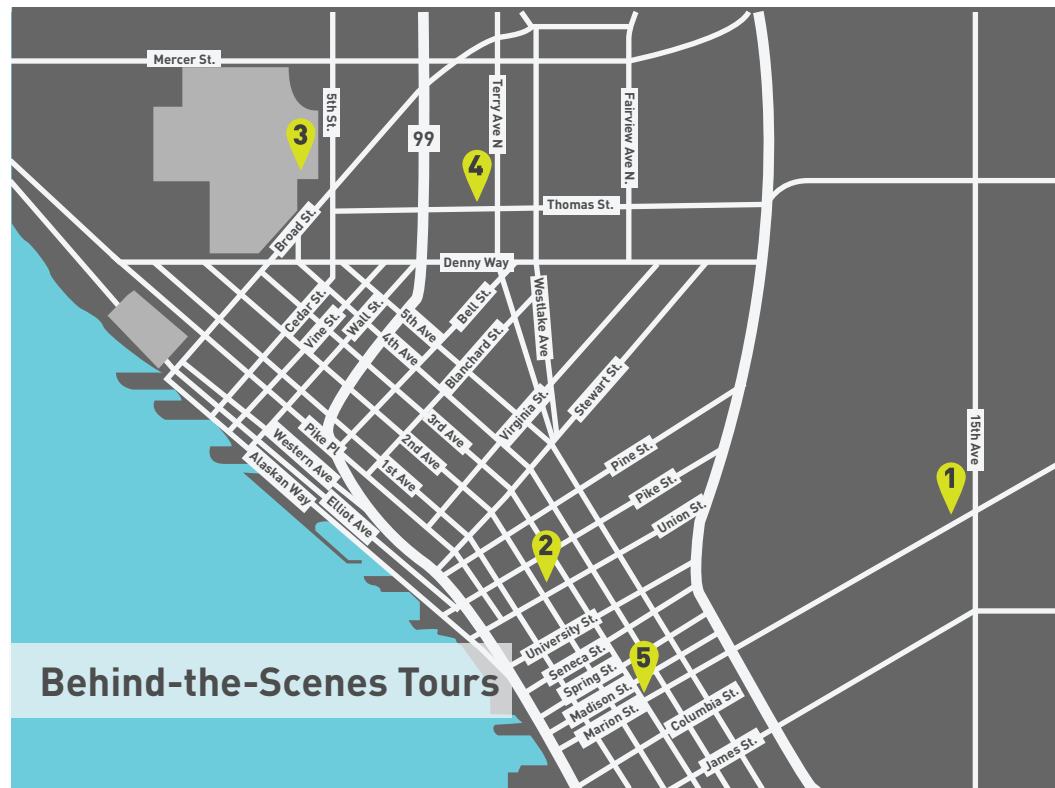 Mercer St.
5th St.
99
Terry Ave N
Fairview Ave N.
3
4
Thomas St.
Broad St.
Denny Way
Cedar St.
Vine St.
Wall St.
5th Ave
4th Ave
Bell St.
Blanchard St.
Westlake Ave
Virginia St.
Stewart St.
3rd Ave
2nd Ave
1st Ave
Pike Pl
Western Ave
Alaskan Way
Elliot Ave
Pine St.
Pike St.
Union St.
15th Ave
1
2
University St.
Seneca St.
Spring St.
Madison St.
Marion St.
5
Columbia St.
James St.
Behind-the-Scenes Tours